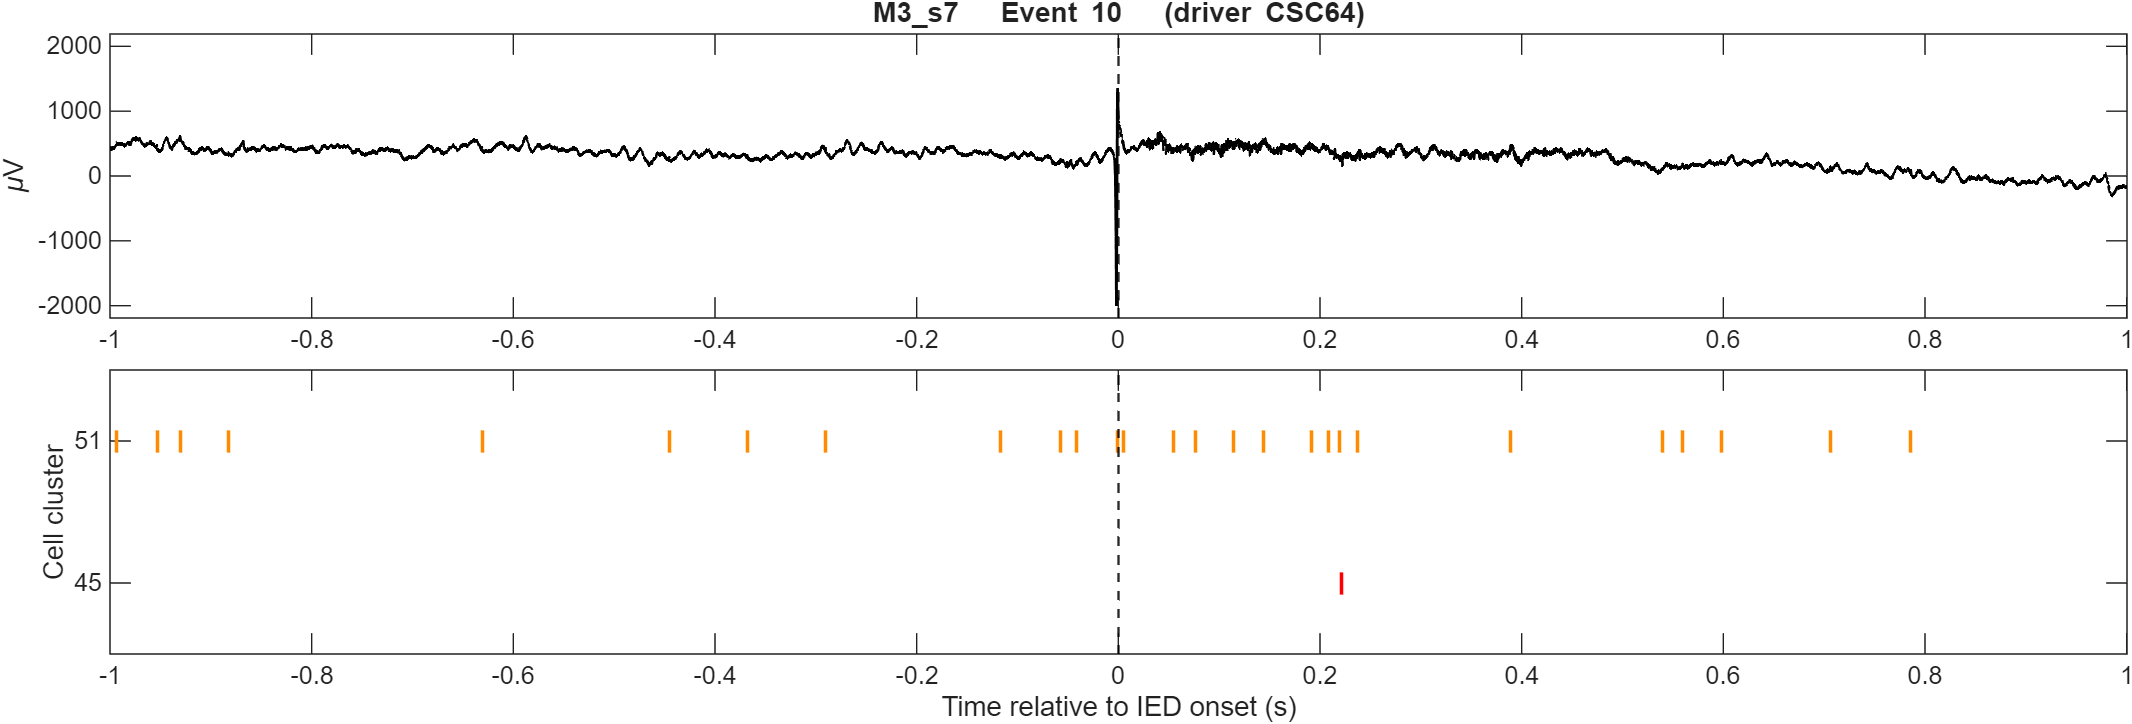 M3_s7 Event 10 (driver CSC64)
2000
1000
0
-1000
-2000
µV
-1 -0.8 -0.6 -0.4 -0.2 0 0.2 0.4 0.6 0.8 1
51
45
Cell cluster
-1 -0.8 -0.6 -0.4 -0.2 0 0.2 0.4 0.6 0.8 1
Time relative to IED onset (s)